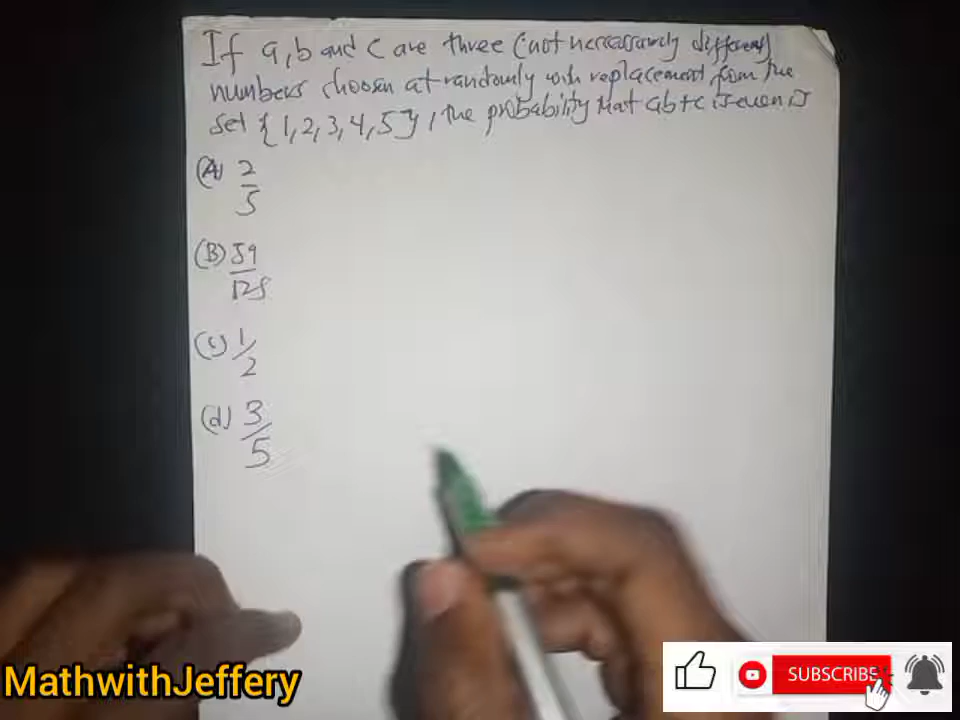 If a, b and c are three (not necessarily different)
numbers choosen at randomly with replacement from the
set {1, 2, 3, 4, 5}, the probability that ab+c is even is
(A) 2/5
(B) 59/125
(c) 1/2
(d) 3/5
MathwithJeffery
SUBSCRIBE